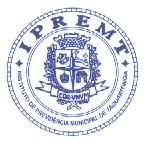 IPREMT
INSTITUTO DE PREVIDÊNCIA MUNICIPAL DE TAQUARITINGA